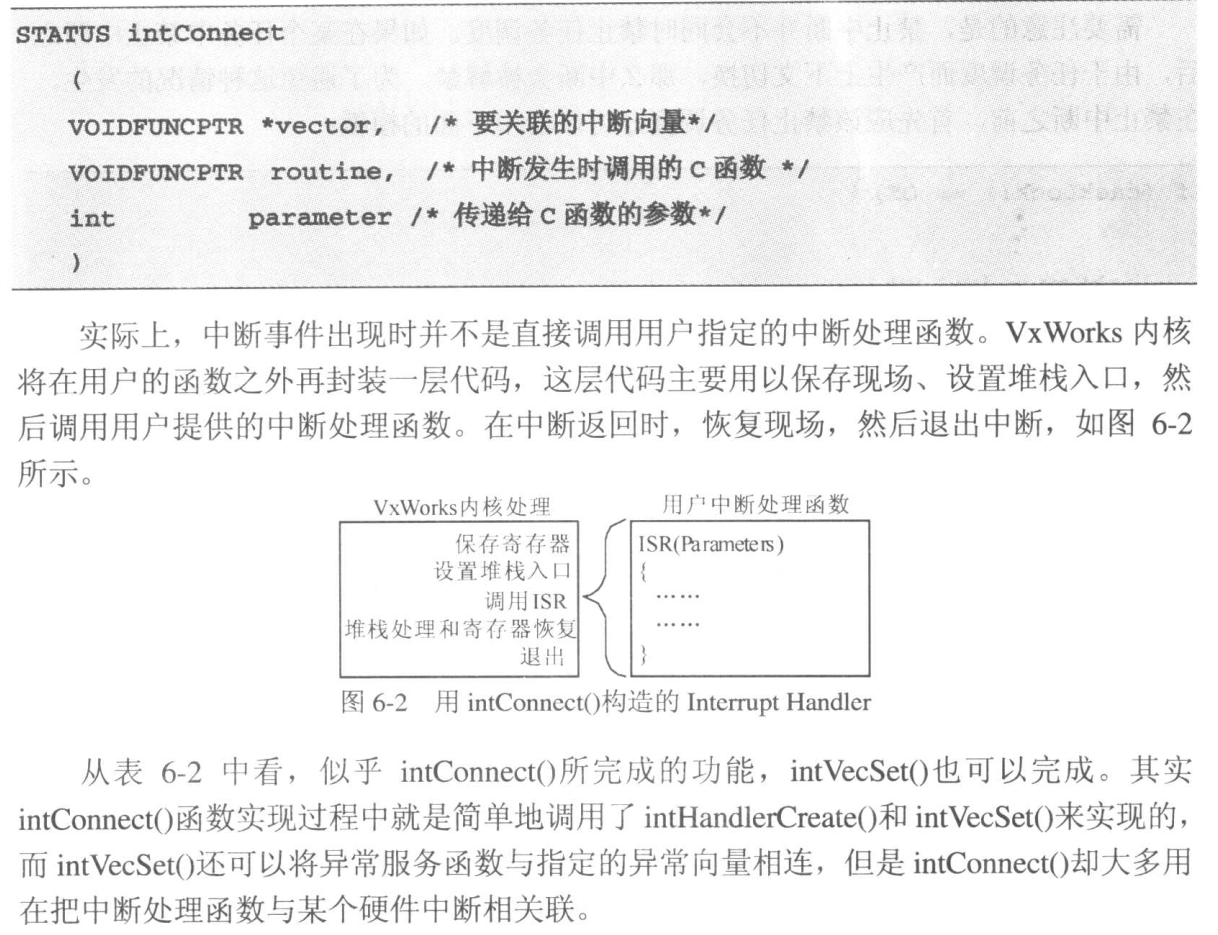 STATUS intConnect
(
VOIDFUNCPTR *vector, /* 要关联的中断向量*/
VOIDFUNCPTR routine, /* 中断发生时调用的 C 函数 */
int parameter /* 传递给 C 函数的参数*/
)
实际上，中断事件出现时并不是直接调用用户指定的中断处理函数。VxWorks 内核
将在用户的函数之外再封装一层代码，这层代码主要用以保存现场、设置堆栈入口，然
后调用用户提供的中断处理函数。在中断返回时，恢复现场，然后退出中断，如图 6-2
所示。
VxWorks内核处理
保存寄存器
设置堆栈入口
调用ISR
堆栈处理和寄存器恢复
退出
用户中断处理函数
ISR(Parameters)
{
……
……
}
图 6-2 用 intConnect()构造的 Interrupt Handler
从表 6-2 中看，似乎 intConnect()所完成的功能，intVecSet()也可以完成。其实
intConnect()函数实现过程中就是简单地调用了 intHandlerCreate()和 intVecSet()来实现的，
而 intVecSet()还可以将异常服务函数与指定的异常向量相连，但是 intConnect()却大多用
在把中断处理函数与某个硬件中断相关联。